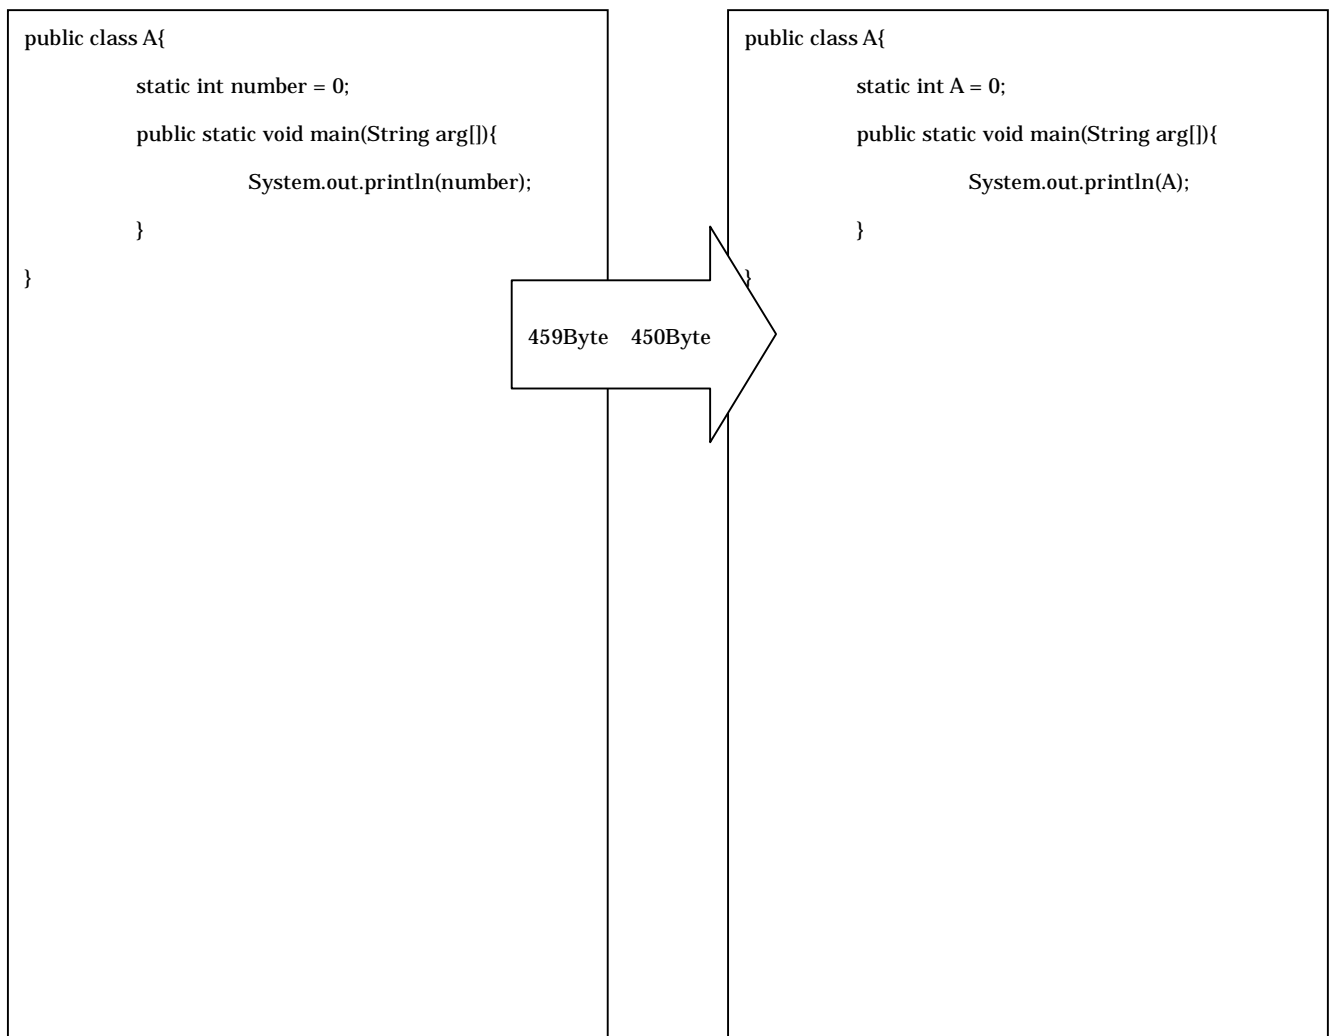 public class A{
static int number = 0;
public static void main(String arg[]){
System.out.println(number);
}
}
459Byte 450Byte
public class A{
static int A = 0;
public static void main(String arg[]){
System.out.println(A);
}
}